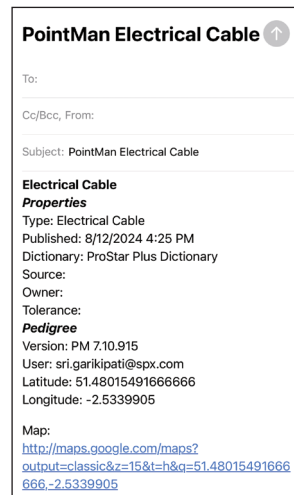 PointMan Electrical Cable
To:
Cc/Bcc, From:
Subject: PointMan Electrical Cable
Electrical Cable
Properties
Type: Electrical Cable
Published: 8/12/2024 4:25 PM
Dictionary: ProStar Plus Dictionary
Source:
Owner:
Tolerance:
Pedigree
Version: PM 7.10.915
User: sri.garikipati@spx.com
Latitude: 51.48015491666666
Longitude: -2.5339905
Map:
http://maps.google.com/maps?
output=classic&z=15&t=h&q=51.48015491666
666,-2.5339905